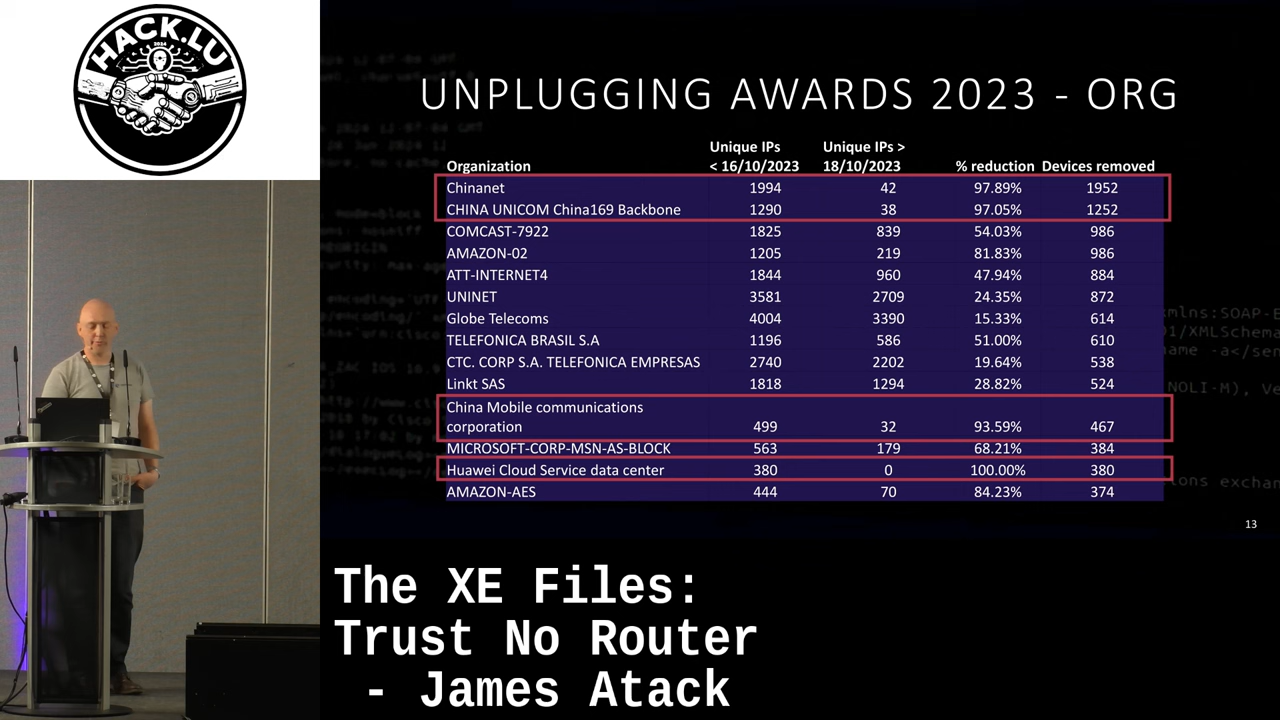 HACK.LU
2024
UNPLUGGING AWARDS 2023 - ORG
Organization Unique IPs < 16/10/2023 Unique IPs > 18/10/2023 % reduction Devices removed
Chinanet 1994 42 97.89% 1952
CHINA UNICOM China169 Backbone 1290 38 97.05% 1252
COMCAST-7922 1825 839 54.03% 986
AMAZON-02 1205 219 81.83% 986
ATT-INTERNET4 1844 960 47.94% 884
UNINET 3581 2709 24.35% 872
Globe Telecoms 4004 3390 15.33% 614
TELEFONICA BRASIL S.A 1196 586 51.00% 610
CTC. CORP S.A. TELEFONICA EMPRESAS 2740 2202 19.64% 538
Linkt SAS 1818 1294 28.82% 524
China Mobile communications
corporation 499 32 93.59% 467
MICROSOFT-CORP-MSN-AS-BLOCK 563 179 68.21% 384
Huawei Cloud Service data center 380 0 100.00% 380
AMAZON-AES 444 70 84.23% 374
13
The XE Files:
Trust No Router
- James Atack